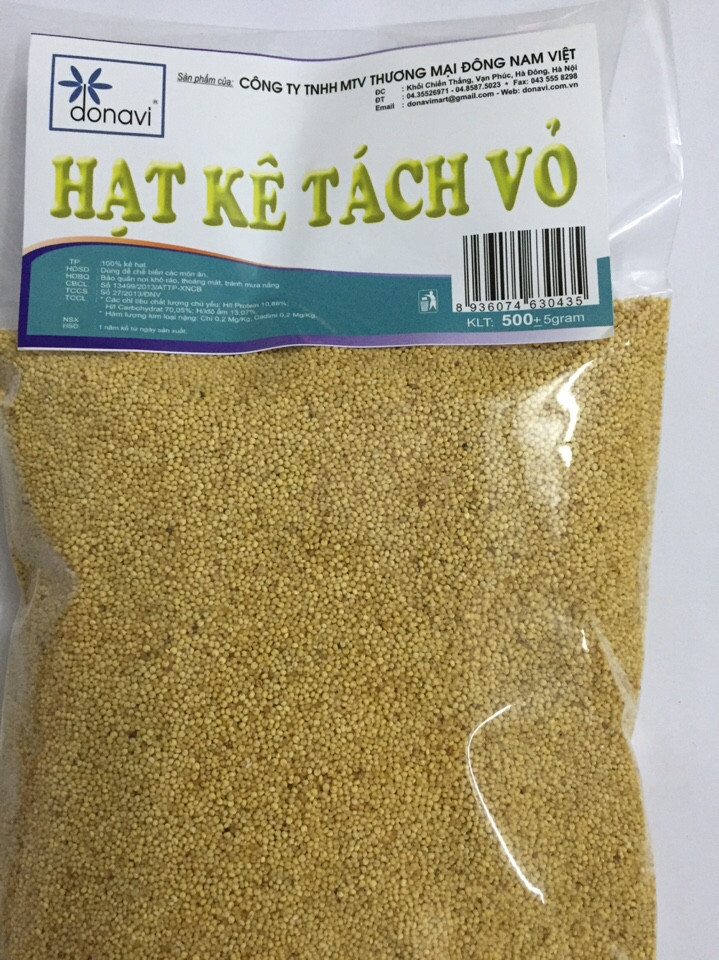 donavi®
Sản phẩm của: CÔNG TY TNHH MTV THƯƠNG MẠI ĐÔNG NAM VIỆT
ĐC : Khối Chiến Thắng, Vạn Phúc, Hà Đông, Hà Nội
ĐT : 04.35526971 - 04.8587.5023 * Fax: 043 555 8298
Email : donavimart@gmail.com - Web: donavi.com.vn
HẠT KÊ TÁCH VỎ
TP : 100% kê hạt.
HDSD : Dùng để chế biến các món ăn.
HDBQ : Bảo quản nơi khô ráo, thoáng mát, tránh thưa nắng
CBCL : Số 13499/2013/ATTP-XNCB
TCCS : Số 27/2013/ĐNV
TCCL : * Các chỉ tiêu chất lượng chủ yếu: H/l Protein 10,88%,
H/l Carbohydrat 70,05%; H/l độ ẩm 13,07%.
* Hàm lượng kim loại nặng: Chì 0,2 Mg/Kg, Cadimi 0,2 Mg/Kg
NSX :
HSD : 1 năm kể từ ngày sản xuất.
8 936074 630435
KLT: 500± 5gram